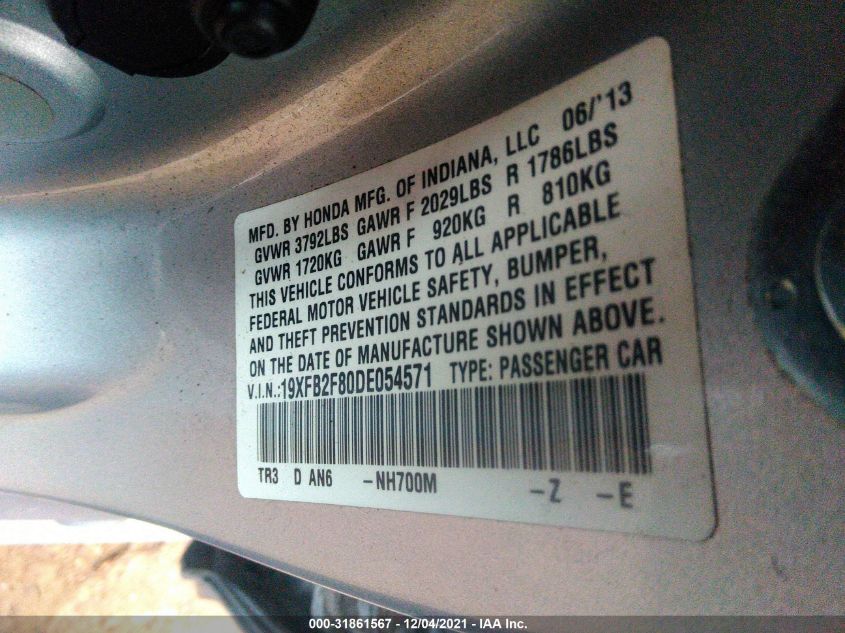 MFD. BY HONDA MFG. OF INDIANA, LLC 06/'13
GVWR 3792LBS GAWR F 2029LBS R 1786LBS
GVWR 1720KG GAWR F 920KG R 810KG
THIS VEHICLE CONFORMS TO ALL APPLICABLE
FEDERAL MOTOR VEHICLE SAFETY, BUMPER,
AND THEFT PREVENTION STANDARDS IN EFFECT
ON THE DATE OF MANUFACTURE SHOWN ABOVE.
V.I.N.:19XFB2F80DE054571 TYPE: PASSENGER CAR
TR3 D AN6 -NH700M -Z -E
000-31861567 - 12/04/2021 - IAA Inc.